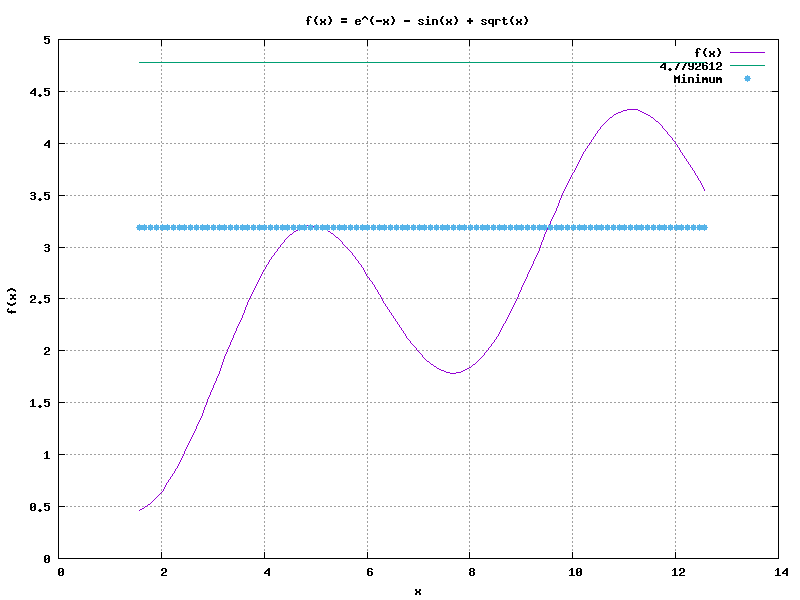 f(x) = e^(-x) - sin(x) + sqrt(x)
f(x)
4.7792612
Minimum
5
4.5
4
3.5
3
2.5
2
1.5
1
0.5
0
f(x)
0 2 4 6 8 10 12 14
x